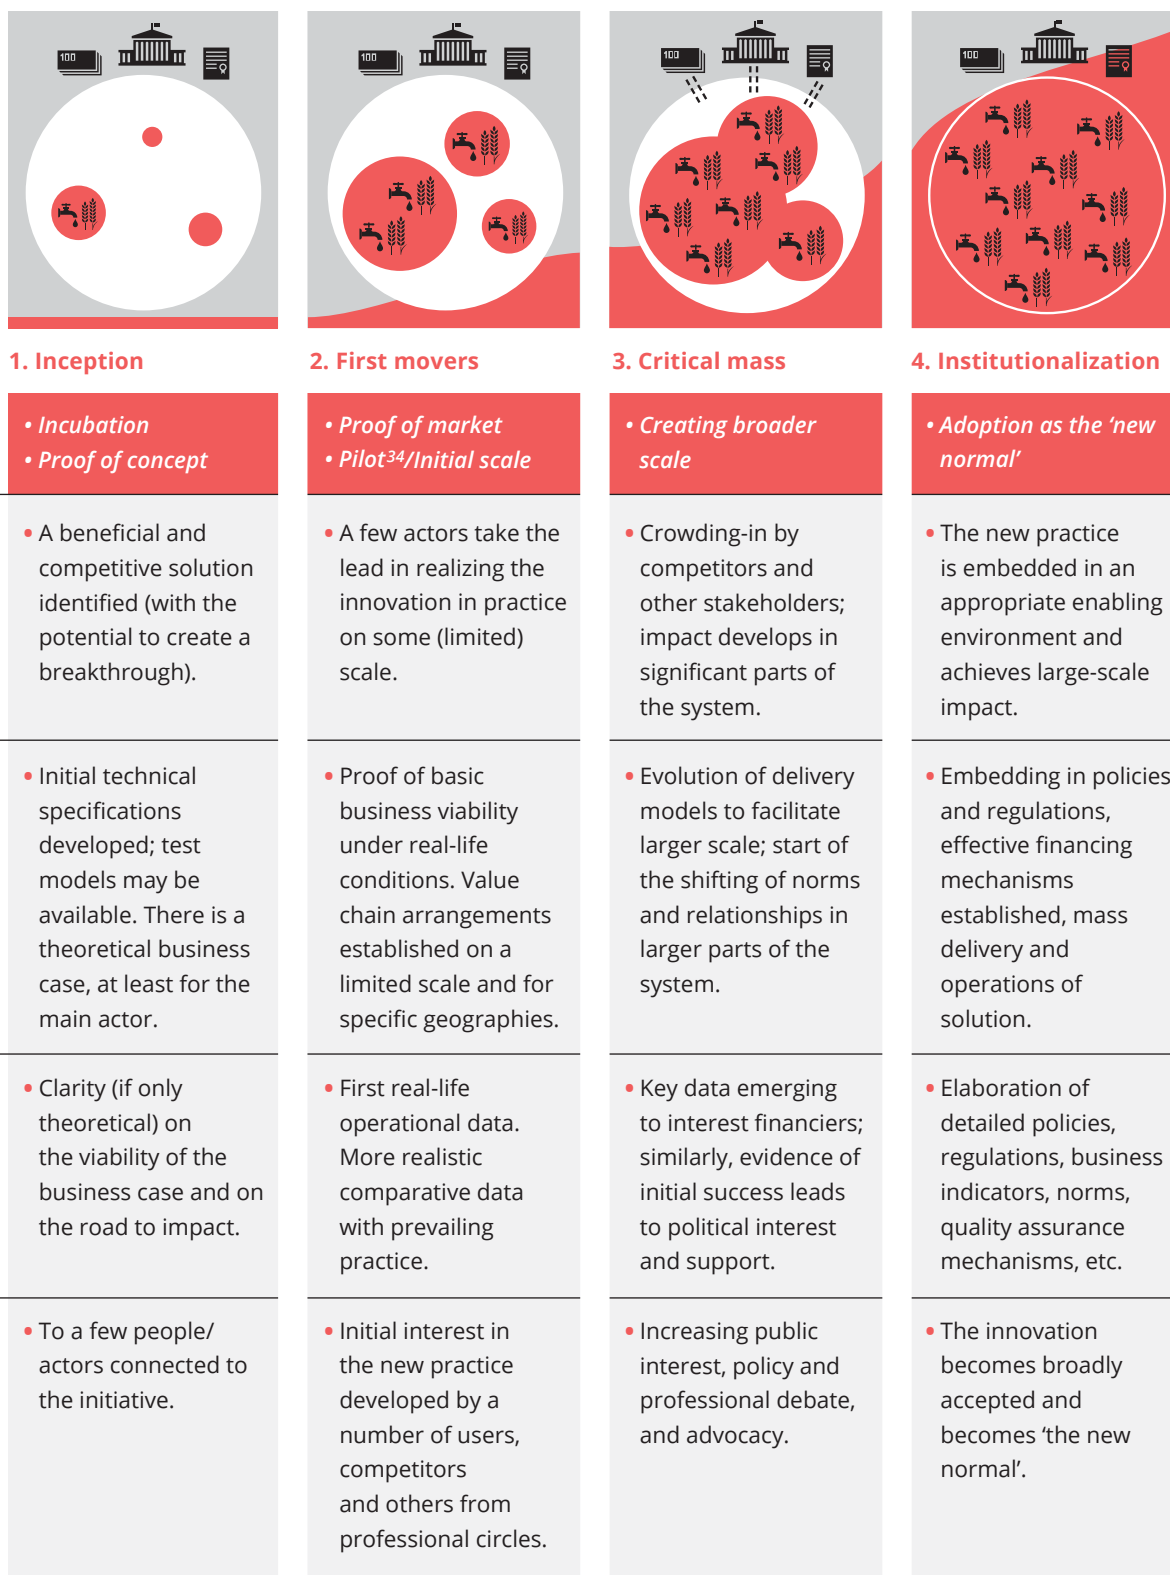 100
100
100
100
1. Inception
• Incubation
• Proof of concept
• A beneficial and
competitive solution
identified (with the
potential to create a
breakthrough).
• Initial technical
specifications
developed; test
models may be
available. There is a
theoretical business
case, at least for the
main actor.
• Clarity (if only
theoretical) on
the viability of the
business case and on
the road to impact.
• To a few people/
actors connected to
the initiative.
2. First movers
• Proof of market
• Pilot34/Initial scale
• A few actors take the
lead in realizing the
innovation in practice
on some (limited)
scale.
• Proof of basic
business viability
under real-life
conditions. Value
chain arrangements
established on a
limited scale and for
specific geographies.
• First real-life
operational data.
More realistic
comparative data
with prevailing
practice.
• Initial interest in
the new practice
developed by a
number of users,
competitors
and others from
professional circles.
3. Critical mass
• Creating broader
scale
• Crowding-in by
competitors and
other stakeholders;
impact develops in
significant parts of
the system.
• Evolution of delivery
models to facilitate
larger scale; start of
the shifting of norms
and relationships in
larger parts of the
system.
• Key data emerging
to interest financiers;
similarly, evidence of
initial success leads
to political interest
and support.
• Increasing public
interest, policy and
professional debate,
and advocacy.
4. Institutionalization
• Adoption as the ‘new
normal’
• The new practice
is embedded in an
appropriate enabling
environment and
achieves large-scale
impact.
• Embedding in policies
and regulations,
effective financing
mechanisms
established, mass
delivery and
operations of
solution.
• Elaboration of
detailed policies,
regulations, business
indicators, norms,
quality assurance
mechanisms, etc.
• The innovation
becomes broadly
accepted and
becomes ‘the new
normal’.